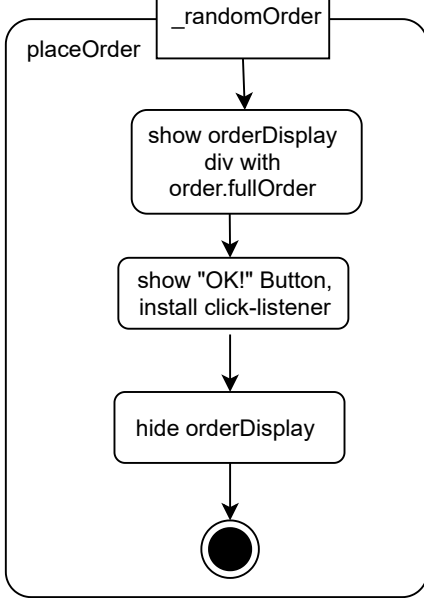 _randomOrder
placeOrder
show orderDisplay
div with
order.fullOrder
show "OK!" Button,
install click-listener
hide orderDisplay